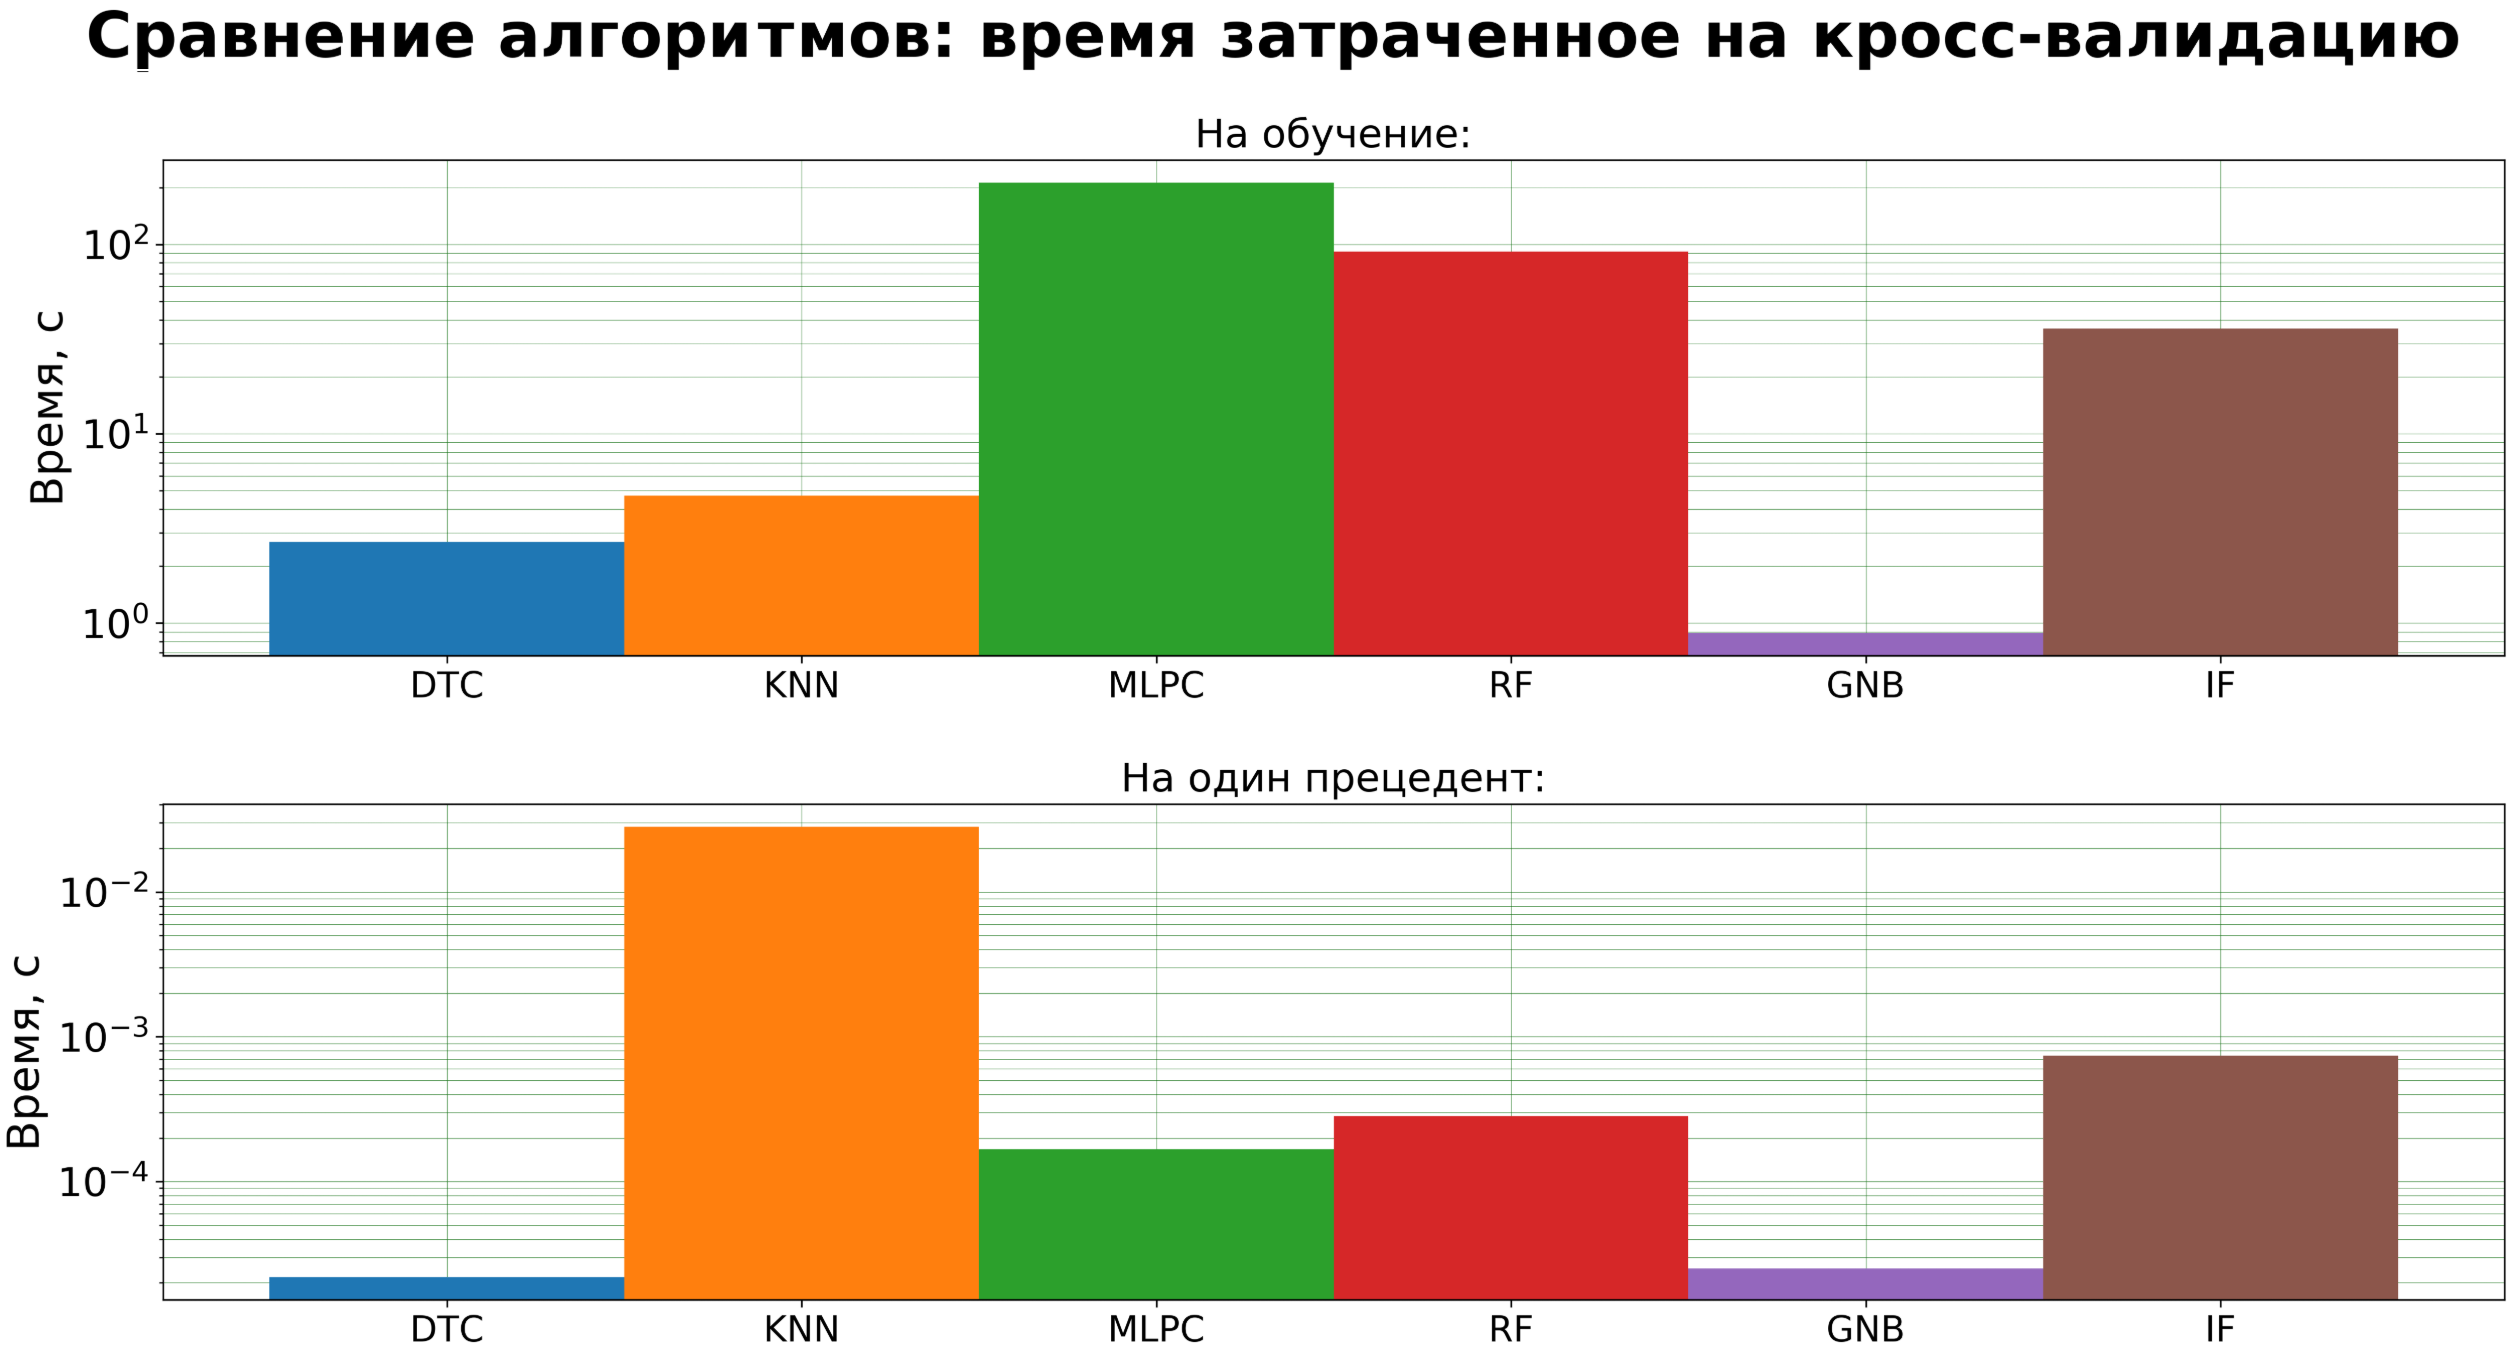 Сравнение алгоритмов: время затраченное на кросс-валидацию
На обучение:
Время, с
10²
10¹
10⁰
DTC KNN MLPC RF GNB IF
На один прецедент:
Время, с
10⁻²
10⁻³
10⁻⁴
DTC KNN MLPC RF GNB IF